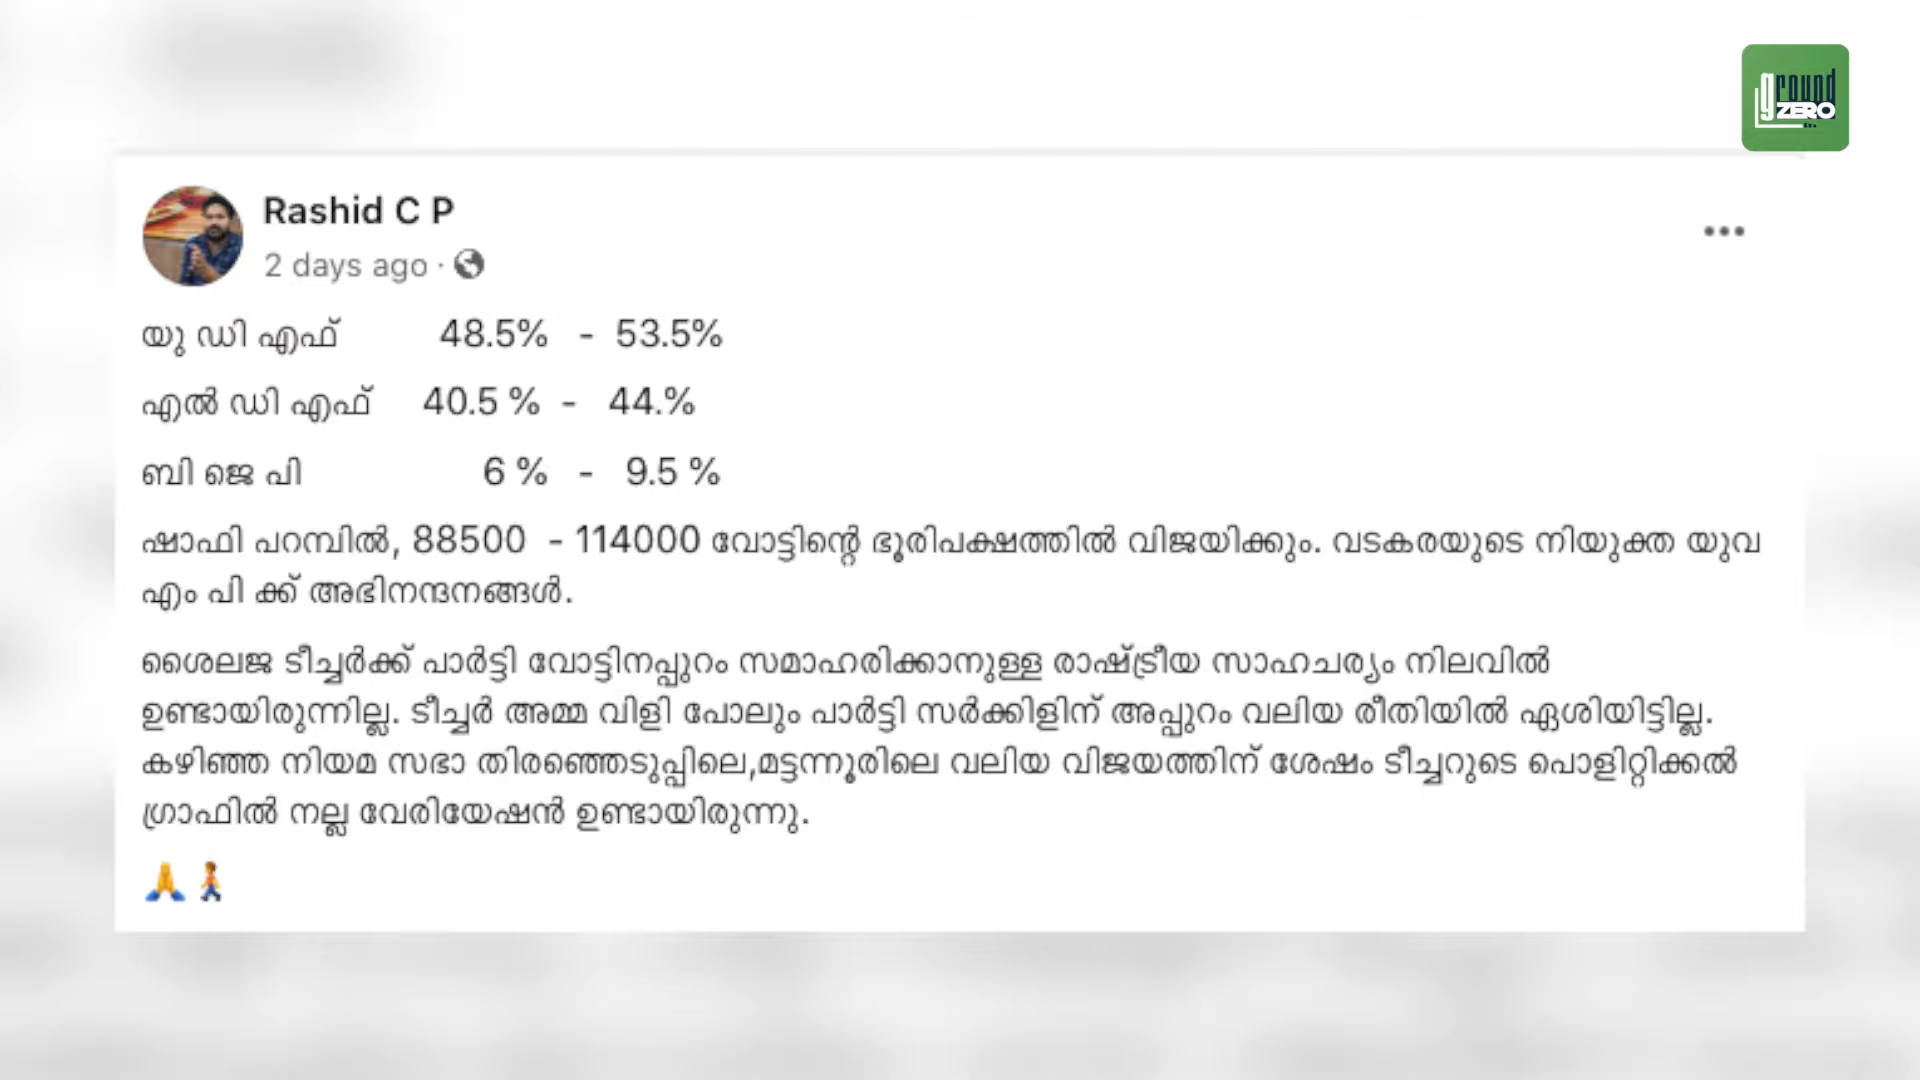 ground
ZERO
Rashid C P
2 days ago ·
യു ഡി എഫ് 48.5% - 53.5%
എൽ ഡി എഫ് 40.5 % - 44.%
ബി ജെ പി 6 % - 9.5 %
ഷാഫി പറമ്പിൽ, 88500 - 114000 വോട്ടിന്റെ ഭൂരിപക്ഷത്തിൽ വിജയിക്കും. വടകരയുടെ നിയുക്ത യുവ
എം പി ക്ക് അഭിനന്ദനങ്ങൾ.
ശൈലജ ടീച്ചർക്ക് പാർട്ടി വോട്ടിനപ്പുറം സമാഹരിക്കാനുള്ള രാഷ്ട്രീയ സാഹചര്യം നിലവിൽ
ഉണ്ടായിരുന്നില്ല. ടീച്ചർ അമ്മ വിളി പോലും പാർട്ടി സർക്കിളിന് അപ്പുറം വലിയ രീതിയിൽ ഏശിയിട്ടില്ല.
കഴിഞ്ഞ നിയമ സഭാ തിരഞ്ഞെടുപ്പിലെ,മട്ടന്നൂരിലെ വലിയ വിജയത്തിന് ശേഷം ടീച്ചറുടെ പൊളിറ്റിക്കൽ
ഗ്രാഫിൽ നല്ല വേരിയേഷൻ ഉണ്ടായിരുന്നു.